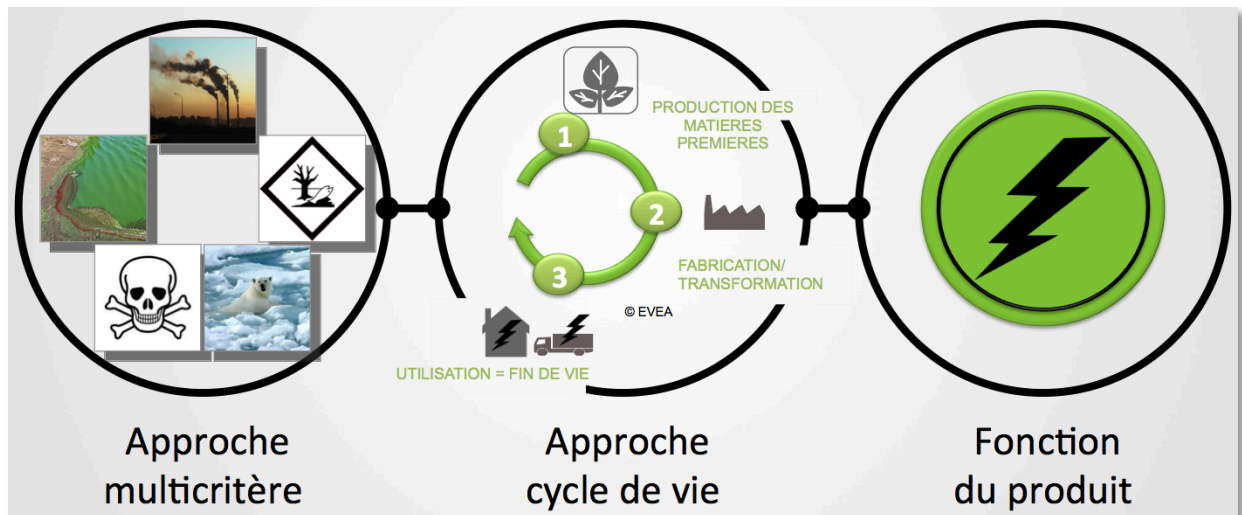 1
PRODUCTION DES
MATIERES
PREMIERES
2
FABRICATION/
TRANSFORMATION
3
© EVEA
UTILISATION = FIN DE VIE
Approche
multicritère
Approche
cycle de vie
Fonction
du produit